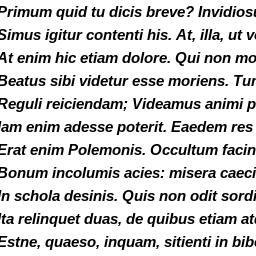 Primum quid tu dicis breve? Invidios
Simus igitur contenti his. At, illa, ut v
At enim hic etiam dolore. Qui non mo
Beatus sibi videtur esse moriens. Tur
Reguli reiciendam; Videamus animi p
Iam enim adesse poterit. Eaedem res
Erat enim Polemonis. Occultum facin
Bonum incolumis acies: misera caeci
In schola desinis. Quis non odit sordi
Ita relinquet duas, de quibus etiam at
Estne, quaeso, inquam, sitienti in bib